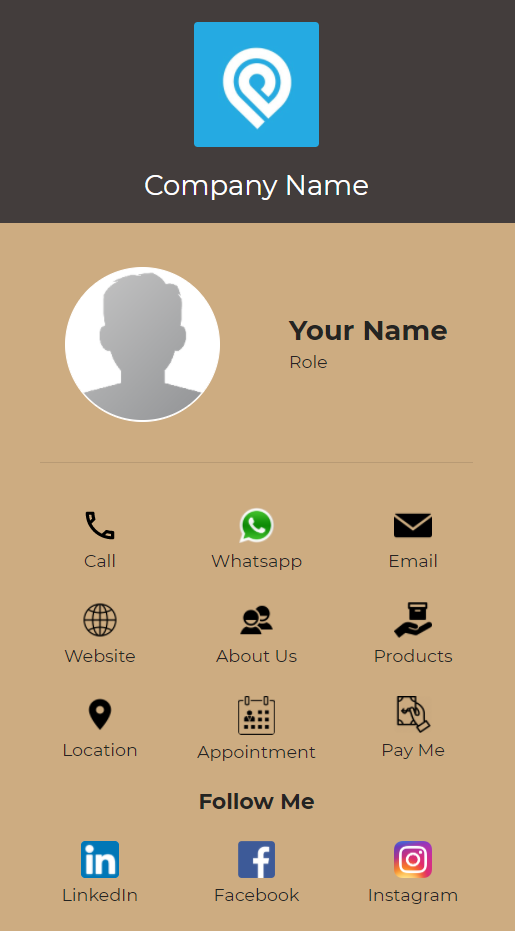 Company Name
Your Name
Role
Call
Whatsapp
Email
Website
About Us
Products
Location
Appointment
Pay Me
Follow Me
LinkedIn
Facebook
Instagram